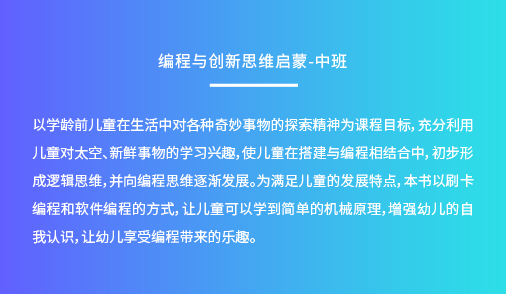 编程与创新思维启蒙-中班
以学龄前儿童在生活中对各种奇妙事物的探索精神为课程目标，充分利用
儿童对太空、新鲜事物的学习兴趣，使儿童在搭建与编程相结合中，初步形
成逻辑思维，并向编程思维逐渐发展。为满足儿童的发展特点，本书以刷卡
编程和软件编程的方式，让儿童可以学到简单的机械原理，增强幼儿的自
我认识，让幼儿享受编程带来的乐趣。